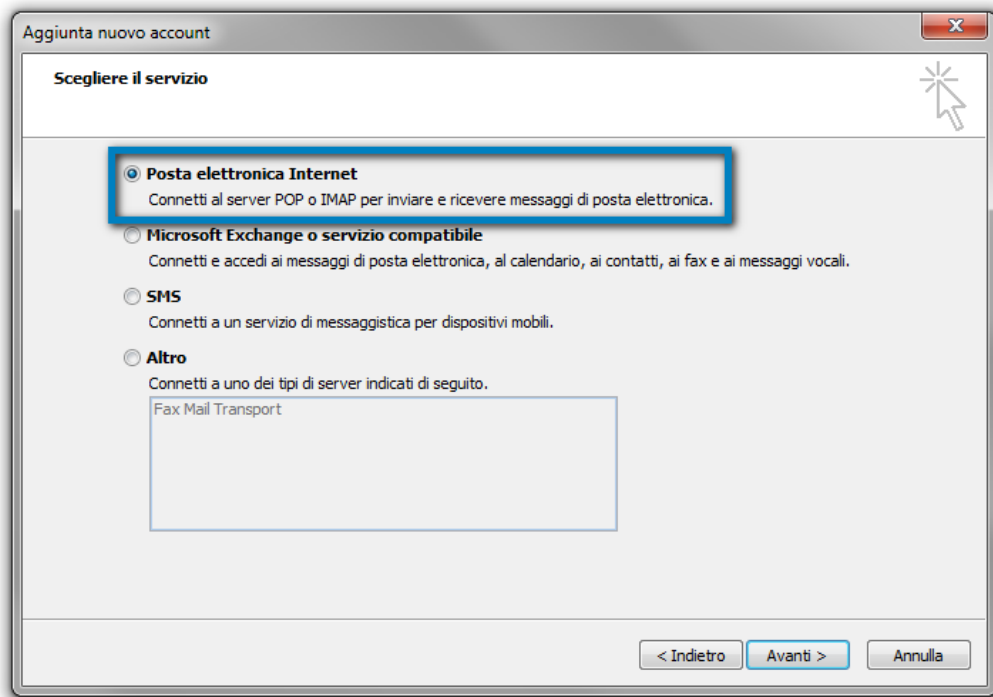 Aggiunta nuovo account
Scegliere il servizio
Posta elettronica Internet
Connetti al server POP o IMAP per inviare e ricevere messaggi di posta elettronica.
Microsoft Exchange o servizio compatibile
Connetti e accedi ai messaggi di posta elettronica, al calendario, ai contatti, ai fax e ai messaggi vocali.
SMS
Connetti a un servizio di messaggistica per dispositivi mobili.
Altro
Connetti a uno dei tipi di server indicati di seguito.
Fax Mail Transport
< Indietro Avanti > Annulla